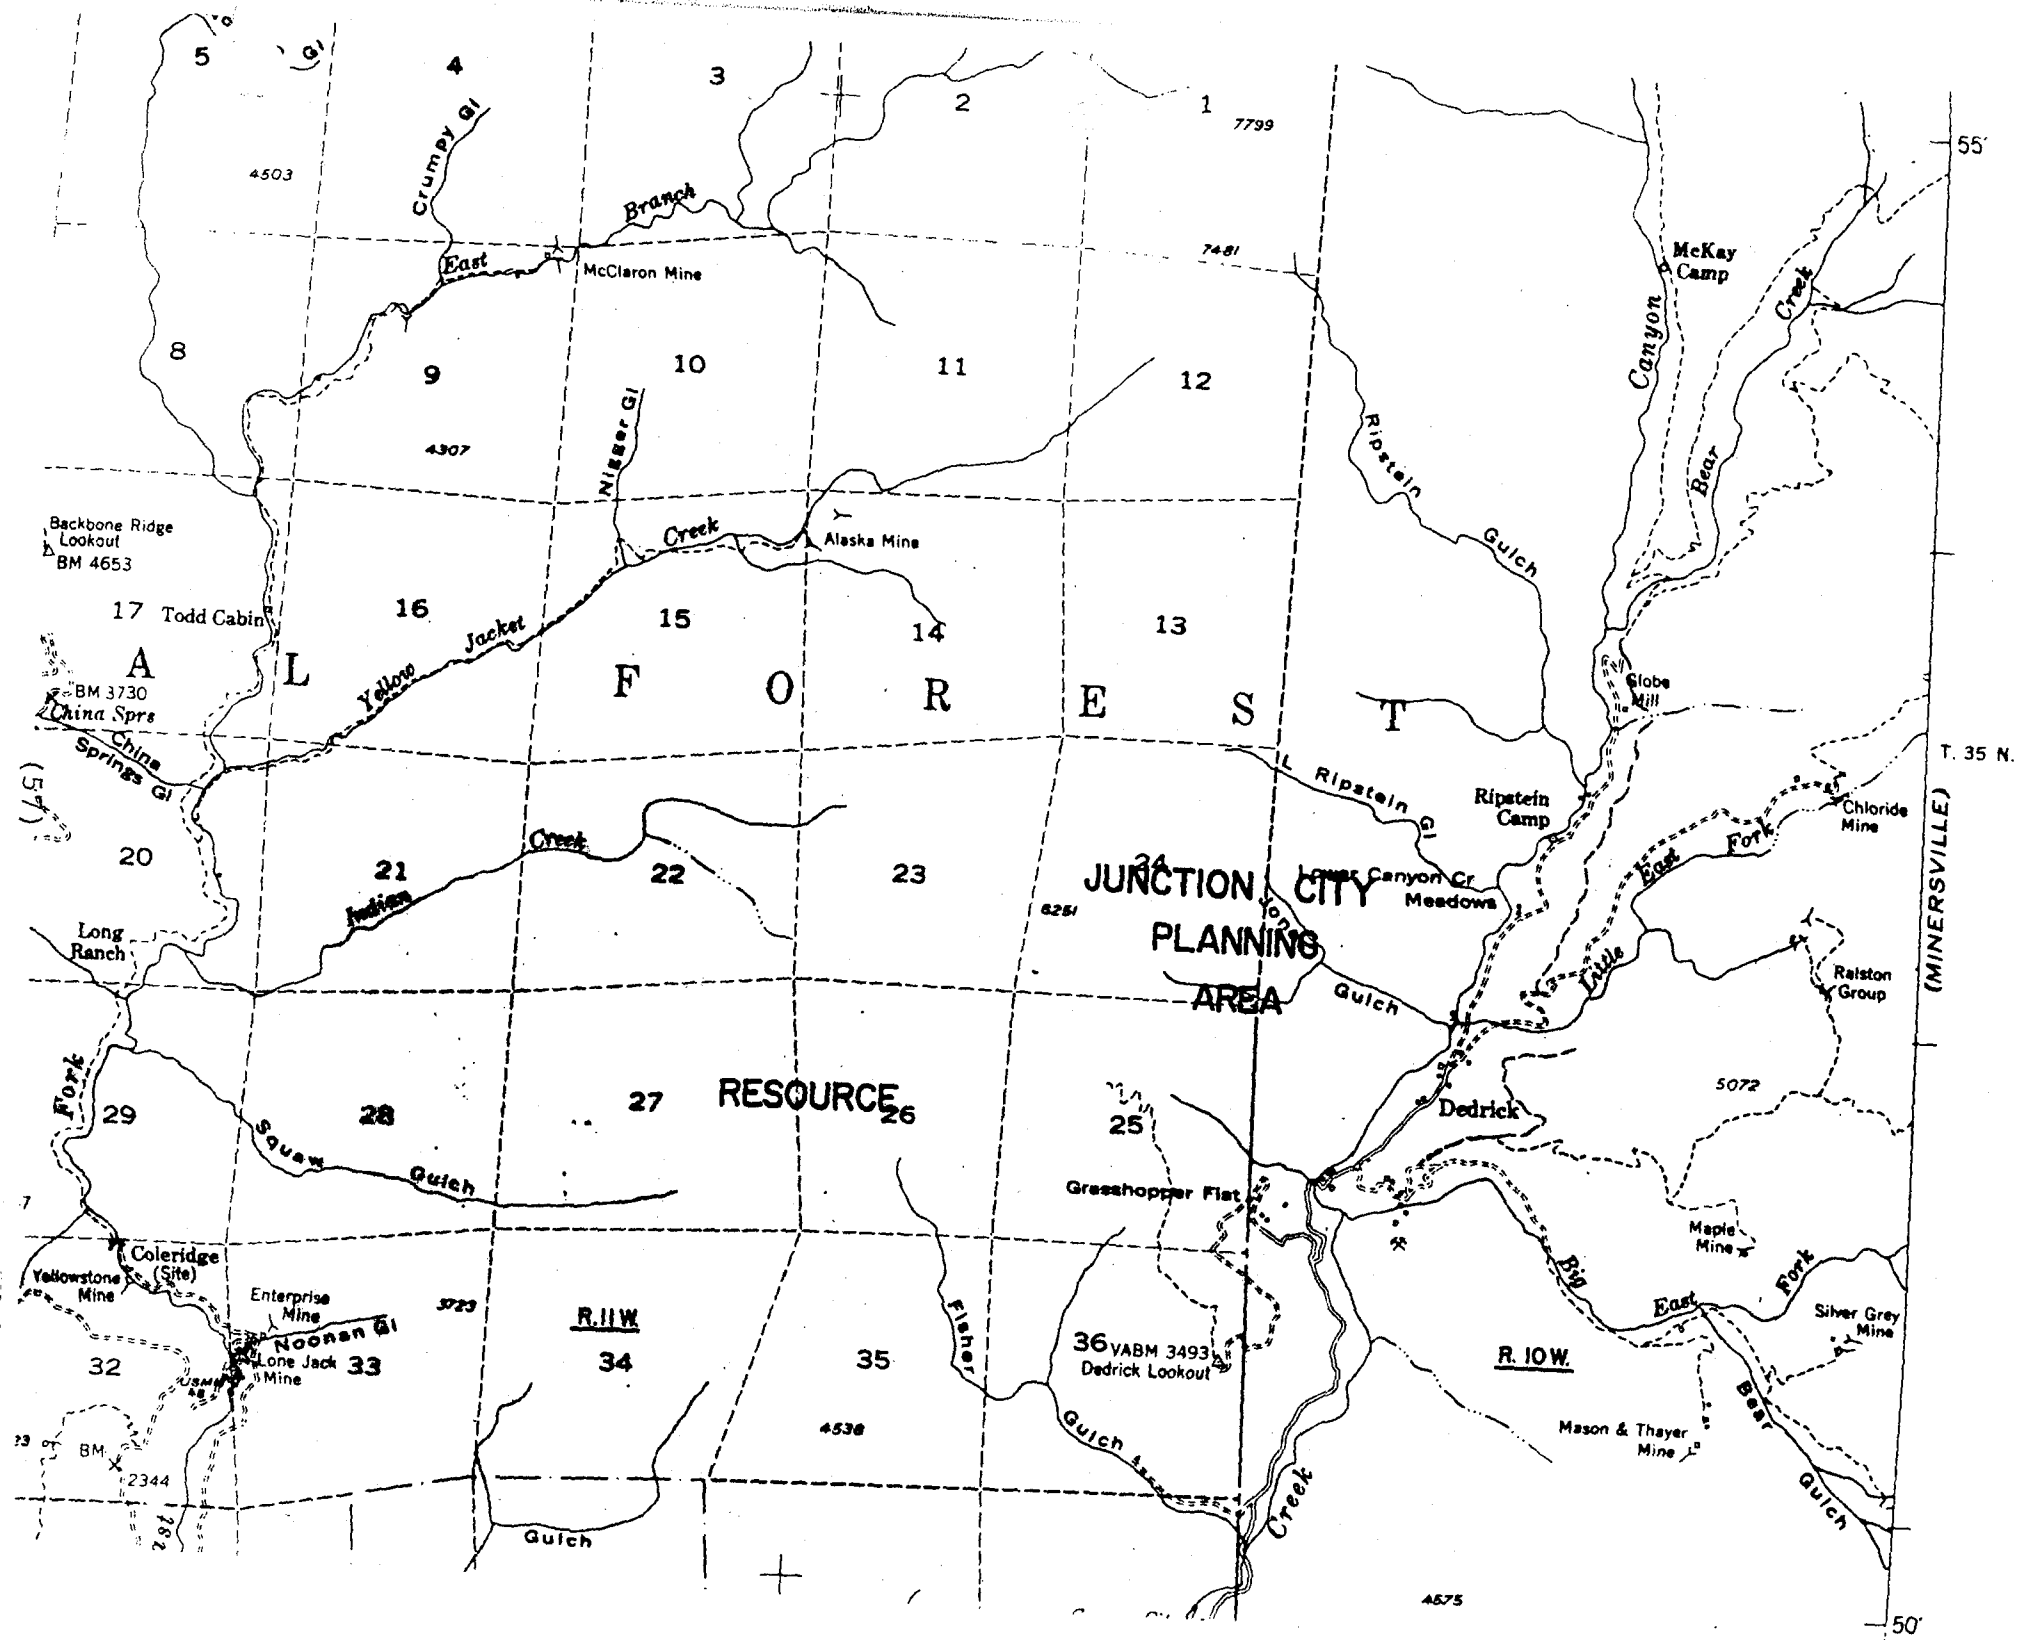 5
Gl
4
3
2
1
7799
55'
Crumpy Gl
4503
Branch
East
McClaron Mine
7481
McKay
Camp
Creek
Canyon
8
9
10
11
12
4307
Nigger Gl
Ripstein
Gulch
Bear
Backbone Ridge
Lookout
BM 4653
Creek
Alaska Mine
17
Todd Cabin
16
Yellow Jacket
15
14
13
A L F O R E S T
BM 3730
China Sprs
China
Springs Gl
Globe
Mill
T. 35 N.
(57)
L Ripstein Gl
Ripstein
Camp
Chloride
Mine
(MINERSVILLE)
20
21
Indian
Creek
22
23
24
JUNCTION CITY
PLANNING
AREA
Lower Canyon Cr
Meadows
Little
East
Fork
6251
Gulch
Long
Ranch
Ralston
Group
Fork
29
28
27
RESOURCE
26
25
Dedrick
5072
Squaw
Gulch
Grasshopper Flat
Maple
Mine
Coleridge
(Site)
Yellowstone
Mine
Enterprise
Mine
Noonan Gl
3723
R.11W.
Fisher
Gulch
Big
East
Fork
Silver Grey
Mine
32
Lone Jack
Mine
33
34
35
36
VABM 3493
Dedrick Lookout
R. 10W.
USMM
Bear
Gulch
4538
Mason & Thayer
Mine
BM
2344
Gulch
Creek
4575
50'